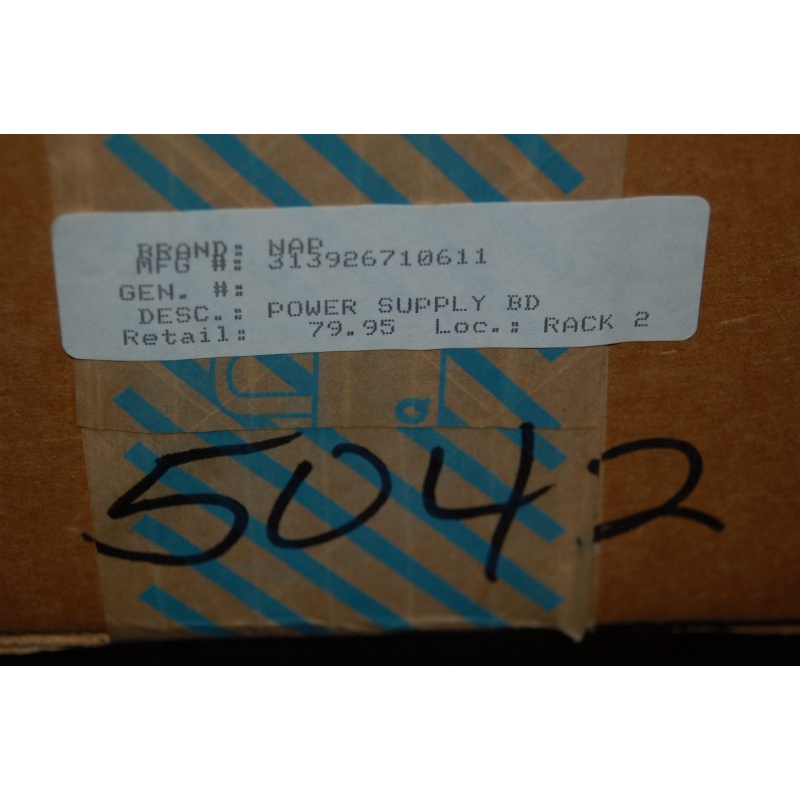 BRAND: NAP
MFG #: 313926710611
GEN. #:
DESC.: POWER SUPPLY BD
Retail: 79.95 Loc.: RACK 2
5042